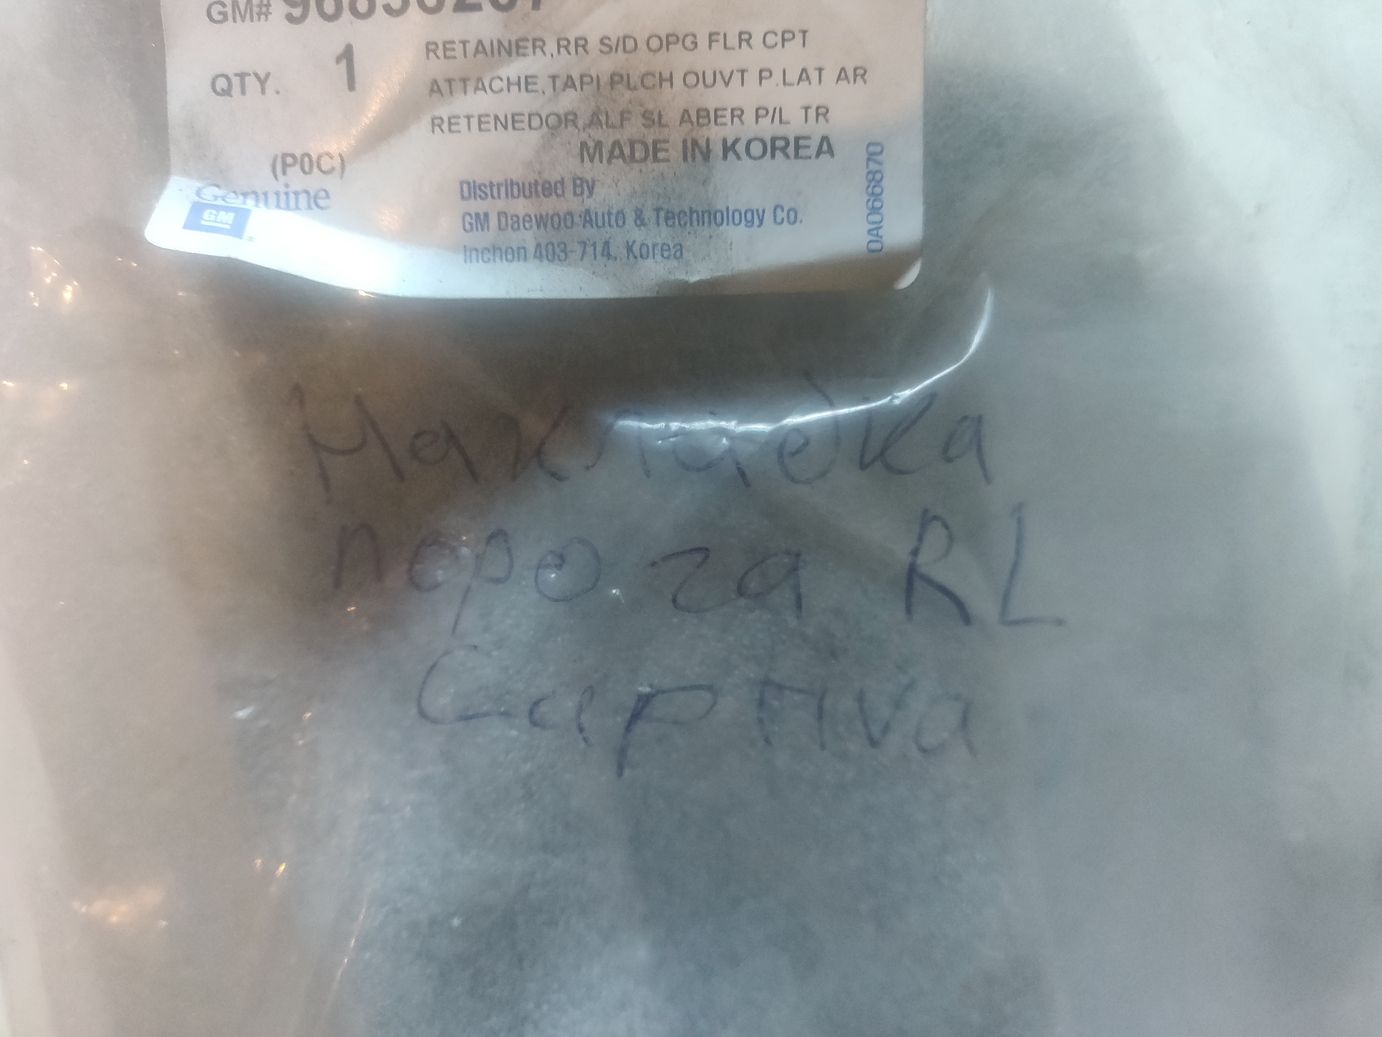 GM#
QTY. 1
RETAINER,RR S/D OPG FLR CPT
ATTACHE,TAPI PLCH OUVT P.LAT AR
RETENEDOR,ALF SL ABER P/L TR
MADE IN KOREA
(P0C)
Genuine
GM
Distributed By
GM Daewoo Auto & Technology Co.
Inchon 403-714, Korea
0A066870
Накладка
порога RL
Captiva